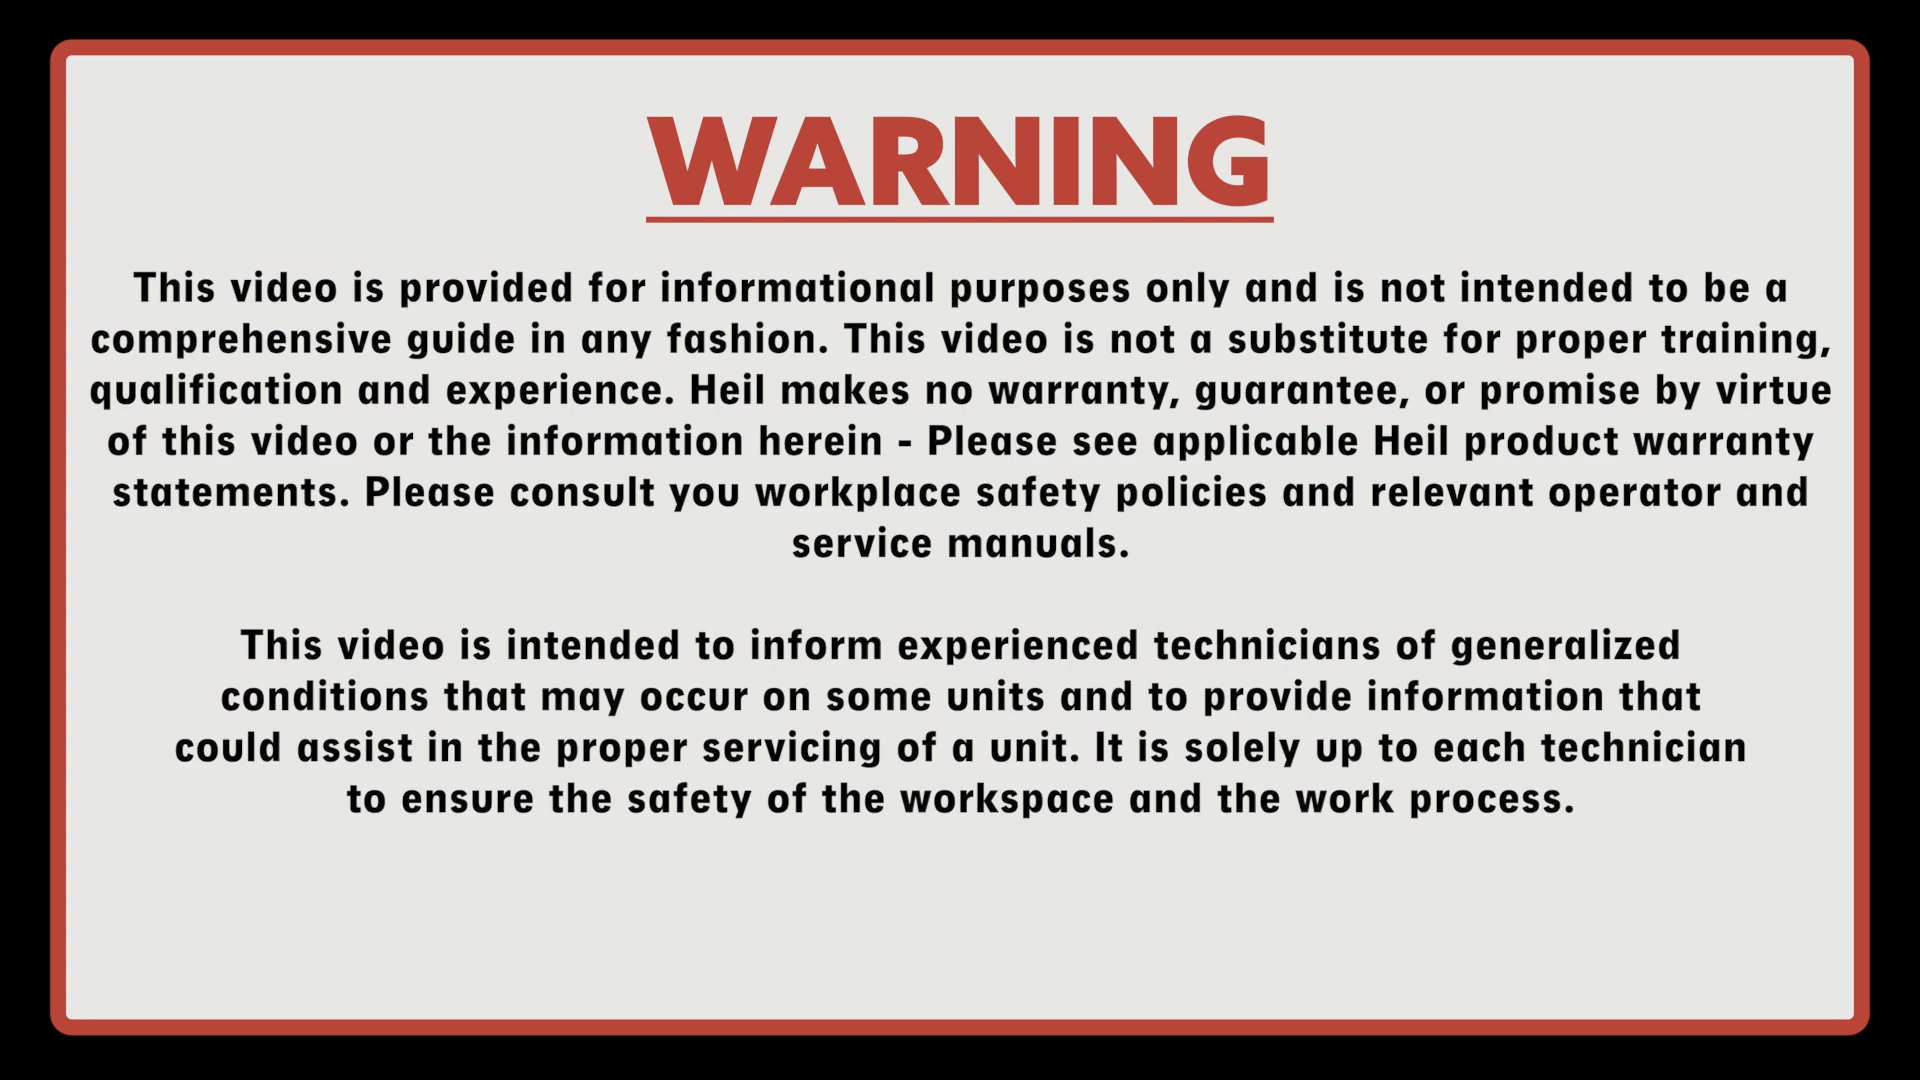 WARNING
This video is provided for informational purposes only and is not intended to be a
comprehensive guide in any fashion. This video is not a substitute for proper training,
qualification and experience. Heil makes no warranty, guarantee, or promise by virtue
of this video or the information herein - Please see applicable Heil product warranty
statements. Please consult you workplace safety policies and relevant operator and
service manuals.
This video is intended to inform experienced technicians of generalized
conditions that may occur on some units and to provide information that
could assist in the proper servicing of a unit. It is solely up to each technician
to ensure the safety of the workspace and the work process.